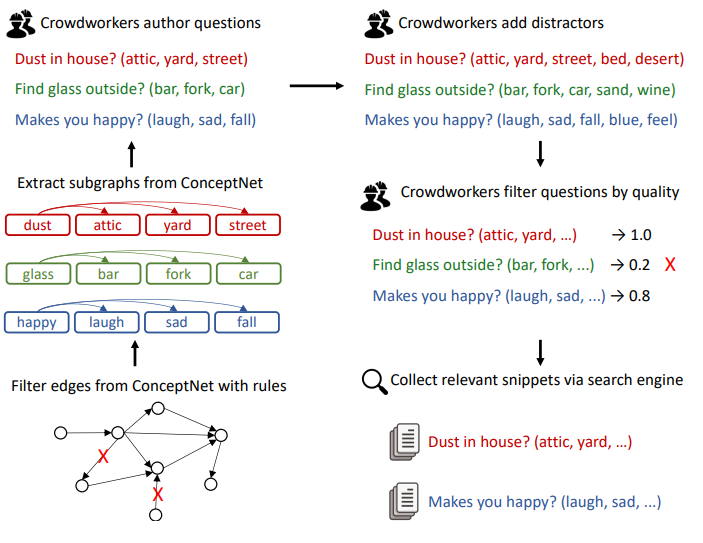 Crowdworkers author questions
Dust in house? (attic, yard, street)
Find glass outside? (bar, fork, car)
Makes you happy? (laugh, sad, fall)
Extract subgraphs from ConceptNet
dust attic yard street
glass bar fork car
happy laugh sad fall
Filter edges from ConceptNet with rules
X
X
Crowdworkers add distractors
Dust in house? (attic, yard, street, bed, desert)
Find glass outside? (bar, fork, car, sand, wine)
Makes you happy? (laugh, sad, fall, blue, feel)
Crowdworkers filter questions by quality
Dust in house? (attic, yard, …) → 1.0
Find glass outside? (bar, fork, ...) → 0.2 X
Makes you happy? (laugh, sad, ...) → 0.8
Collect relevant snippets via search engine
Dust in house? (attic, yard, …)
Makes you happy? (laugh, sad, ...)